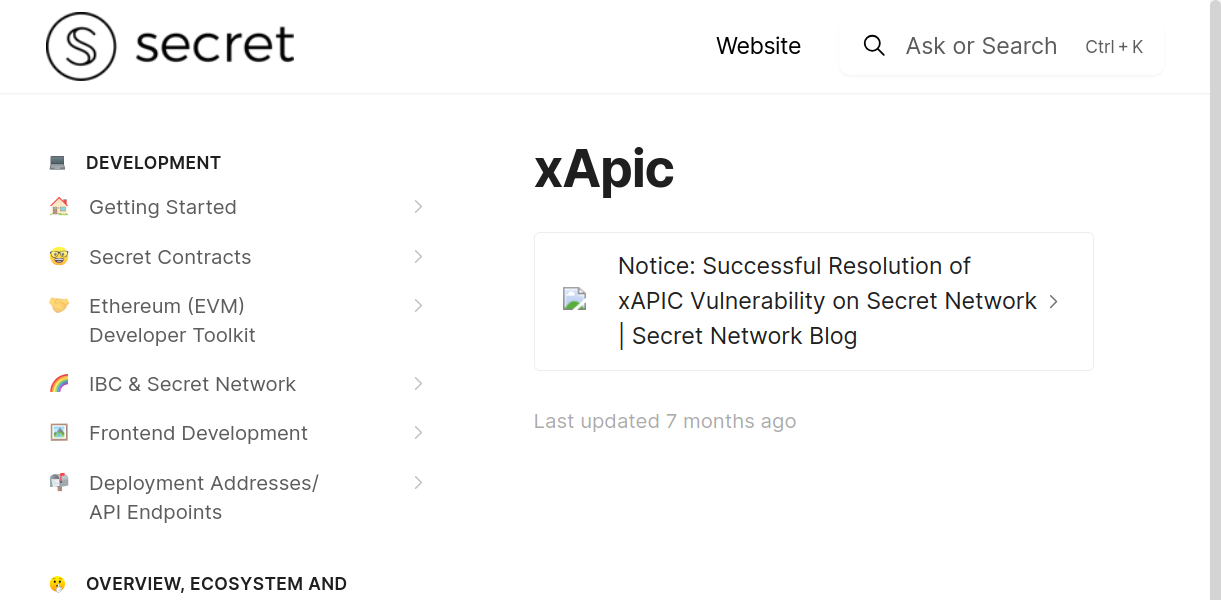 secret
Website
Ask or Search
Ctrl + K
DEVELOPMENT
Getting Started
Secret Contracts
Ethereum (EVM)
Developer Toolkit
IBC & Secret Network
Frontend Development
Deployment Addresses/
API Endpoints
OVERVIEW, ECOSYSTEM AND
xApic
Notice: Successful Resolution of
xAPIC Vulnerability on Secret Network
| Secret Network Blog
Last updated 7 months ago